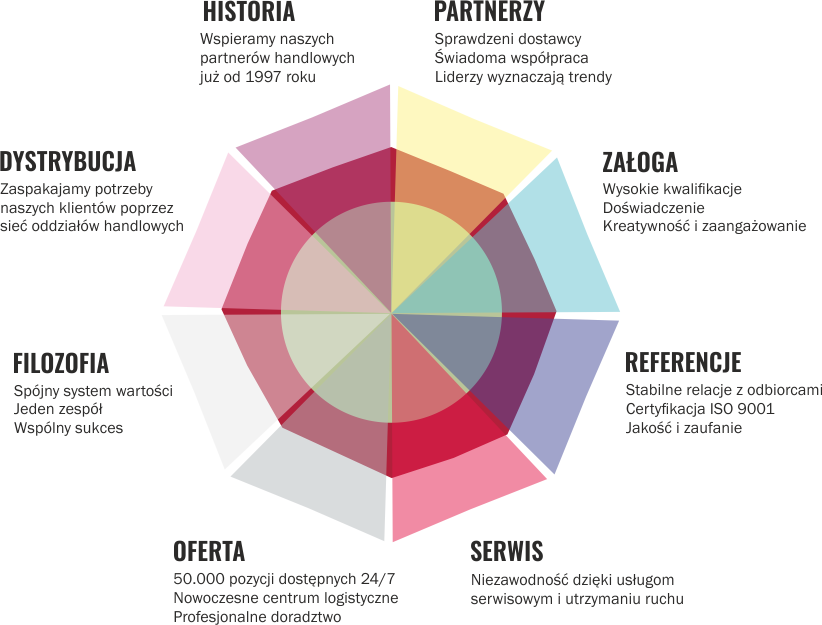 HISTORIA
Wspieramy naszych
partnerów handlowych
już od 1997 roku
PARTNERZY
Sprawdzeni dostawcy
Świadoma współpraca
Liderzy wyznaczają trendy
DYSTRYBUCJA
Zaspakajamy potrzeby
naszych klientów poprzez
sieć oddziałów handlowych
ZAŁOGA
Wysokie kwalifikacje
Doświadczenie
Kreatywność i zaangażowanie
FILOZOFIA
Spójny system wartości
Jeden zespół
Wspólny sukces
REFERENCJE
Stabilne relacje z odbiorcami
Certyfikacja ISO 9001
Jakość i zaufanie
OFERTA
50.000 pozycji dostępnych 24/7
Nowoczesne centrum logistyczne
Profesjonalne doradztwo
SERWIS
Niezawodność dzięki usługom
serwisowym i utrzymaniu ruchu